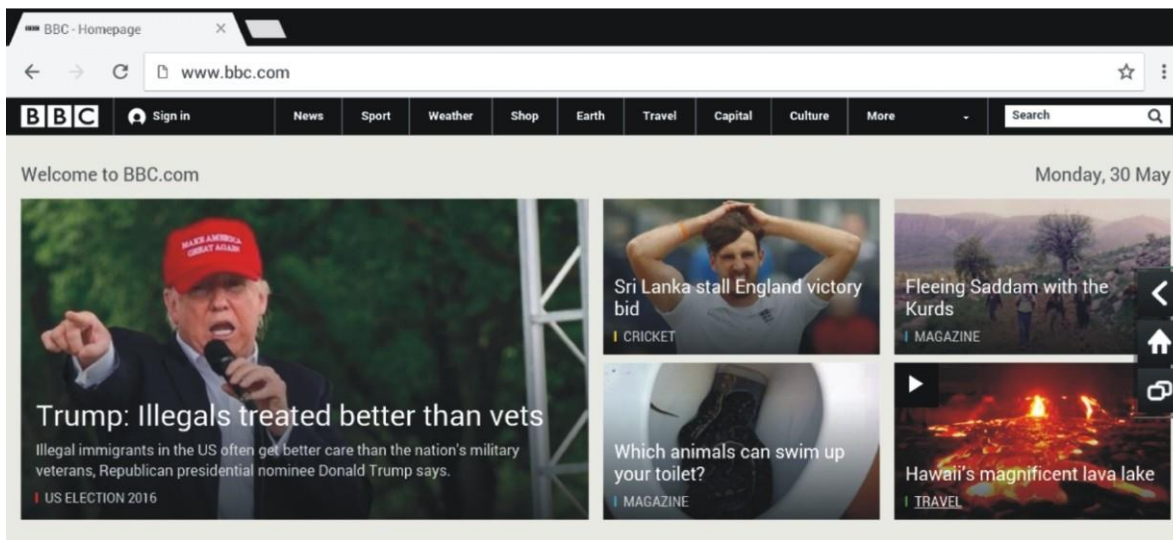 BBC - Homepage
www.bbc.com
BBC Sign in News Sport Weather Shop Earth Travel Capital Culture More Search
Welcome to BBC.com Monday, 30 May
MAKE AMERICA
GREAT AGAIN
Trump: Illegals treated better than vets
Illegal immigrants in the US often get better care than the nation's military
veterans, Republican presidential nominee Donald Trump says.
US ELECTION 2016
Sri Lanka stall England victory
bid
CRICKET
Fleeing Saddam with the
Kurds
MAGAZINE
Which animals can swim up
your toilet?
MAGAZINE
Hawaii's magnificent lava lake
TRAVEL